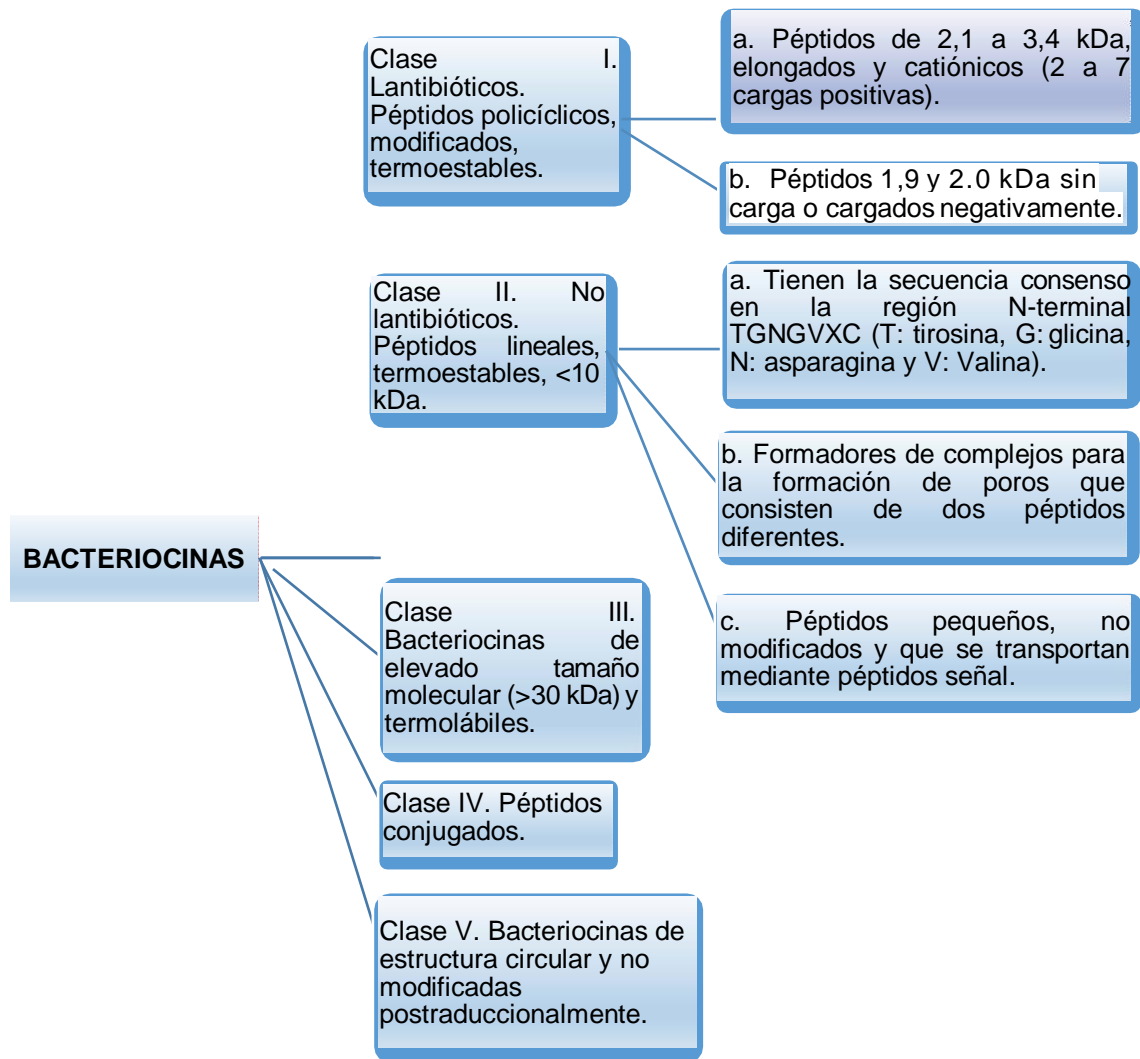 BACTERIOCINAS
Clase I.
Lantibióticos.
Péptidos policíclicos,
modificados,
termoestables.
a. Péptidos de 2,1 a 3,4 kDa,
elongados y catiónicos (2 a 7
cargas positivas).
b. Péptidos 1,9 y 2.0 kDa sin
carga o cargados negativamente.
Clase II. No
lantibióticos.
Péptidos lineales,
termoestables, <10
kDa.
a. Tienen la secuencia consenso
en la región N-terminal
TGNGVXC (T: tirosina, G: glicina,
N: asparagina y V: Valina).
b. Formadores de complejos para
la formación de poros que
consisten de dos péptidos
diferentes.
c. Péptidos pequeños, no
modificados y que se transportan
mediante péptidos señal.
Clase III.
Bacteriocinas de
elevado tamaño
molecular (>30 kDa) y
termolábiles.
Clase IV. Péptidos
conjugados.
Clase V. Bacteriocinas de
estructura circular y no
modificadas
postraduccionalmente.